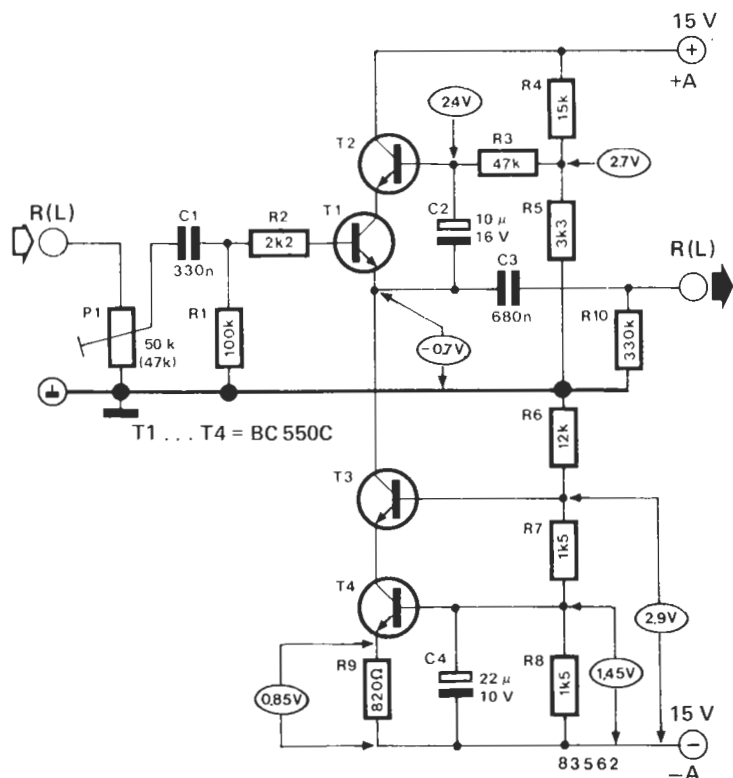 15 V
+
+A
R4
15k
2,4V
T2
R3
47k
2.7V
R(L)
C1
330n
R2
2k2
T1
C2
10 µ
16 V
R5
3k3
R(L)
C3
680n
P1
50 k
(47k)
R1
100k
R10
330k
-0,7V
T1 . . . T4 = BC 550C
R6
12k
T3
R7
1k5
T4
2,9V
R9
820Ω
0,85V
C4
22 µ
10 V
R8
1k5
1,45V
15 V
83562
−
−A